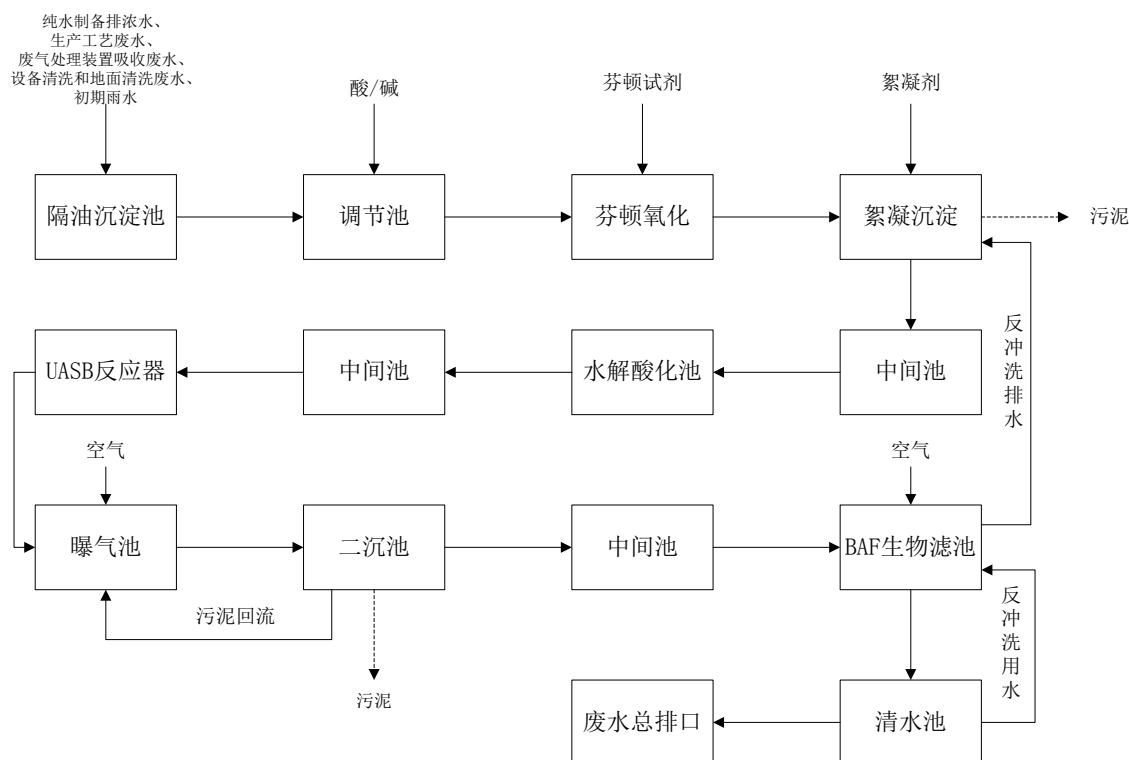 纯水制备排浓水、
生产工艺废水、
废气处理装置吸收废水、
设备清洗和地面清洗废水、
初期雨水
酸/碱
芬顿试剂
絮凝剂
隔油沉淀池
调节池
芬顿氧化
絮凝沉淀
污泥
UASB反应器
中间池
水解酸化池
中间池
反冲洗排水
空气
空气
曝气池
二沉池
中间池
BAF生物滤池
污泥回流
反冲洗用水
污泥
废水总排口
清水池